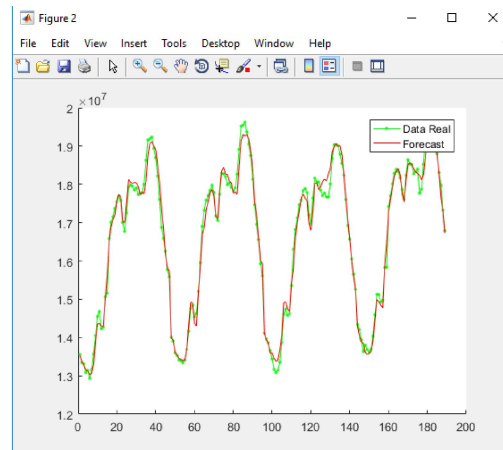 Figure 2
File Edit View Insert Tools Desktop Window Help
×10^7
2
1.9
1.8
1.7
1.6
1.5
1.4
1.3
1.2
0 20 40 60 80 100 120 140 160 180 200
Data Real
Forecast